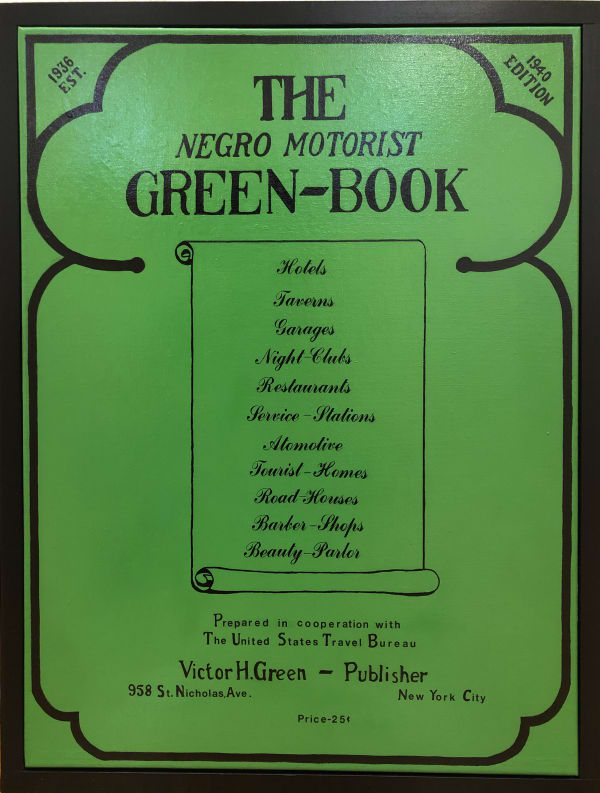 1936
EST.
1940
EDITION
THE
NEGRO MOTORIST
GREEN-BOOK
Hotels
Taverns
Garages
Night-Clubs
Restaurants
Service-Stations
Atomotive
Tourist-Homes
Road-Houses
Barber-Shops
Beauty-Parlor
Prepared in cooperation with
The United States Travel Bureau
Victor H. Green - Publisher
958 St. Nicholas, Ave. New York City
Price-25¢